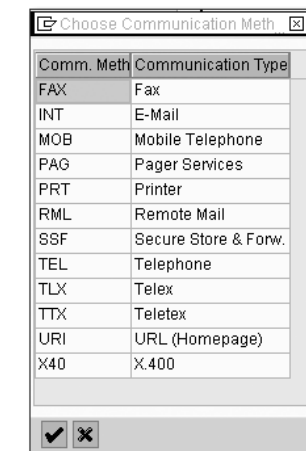 Choose Communication Meth...
Comm. Meth Communication Type
FAX Fax
INT E-Mail
MOB Mobile Telephone
PAG Pager Services
PRT Printer
RML Remote Mail
SSF Secure Store & Forw.
TEL Telephone
TLX Telex
TTX Teletex
URI URL (Homepage)
X40 X.400